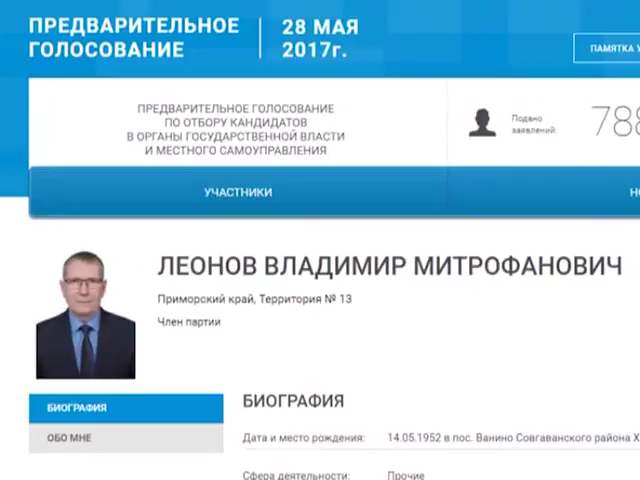 ПРЕДВАРИТЕЛЬНОЕ
ГОЛОСОВАНИЕ
28 МАЯ
2017г.
ПАМЯТКА
ПРЕДВАРИТЕЛЬНОЕ ГОЛОСОВАНИЕ
ПО ОТБОРУ КАНДИДАТОВ
В ОРГАНЫ ГОСУДАРСТВЕННОЙ ВЛАСТИ
И МЕСТНОГО САМОУПРАВЛЕНИЯ
Подано
заявлений:
УЧАСТНИКИ
ЛЕОНОВ ВЛАДИМИР МИТРОФАНОВИЧ
Приморский край, Территория № 13
Член партии
БИОГРАФИЯ
ОБО МНЕ
БИОГРАФИЯ
Дата и место рождения: 14.05.1952 в пос. Ванино Совгаванского района
Сфера деятельности: Прочие